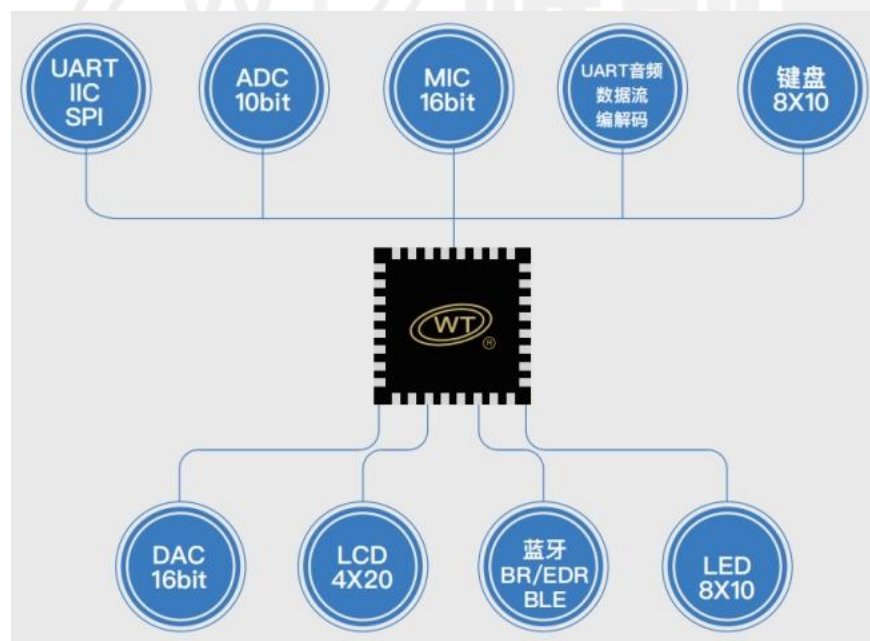 UART
IIC
SPI
ADC
10bit
MIC
16bit
UART音频
数据流
编解码
键盘
8X10
WT
®
DAC
16bit
LCD
4X20
蓝牙
BR/EDR
BLE
LED
8X10